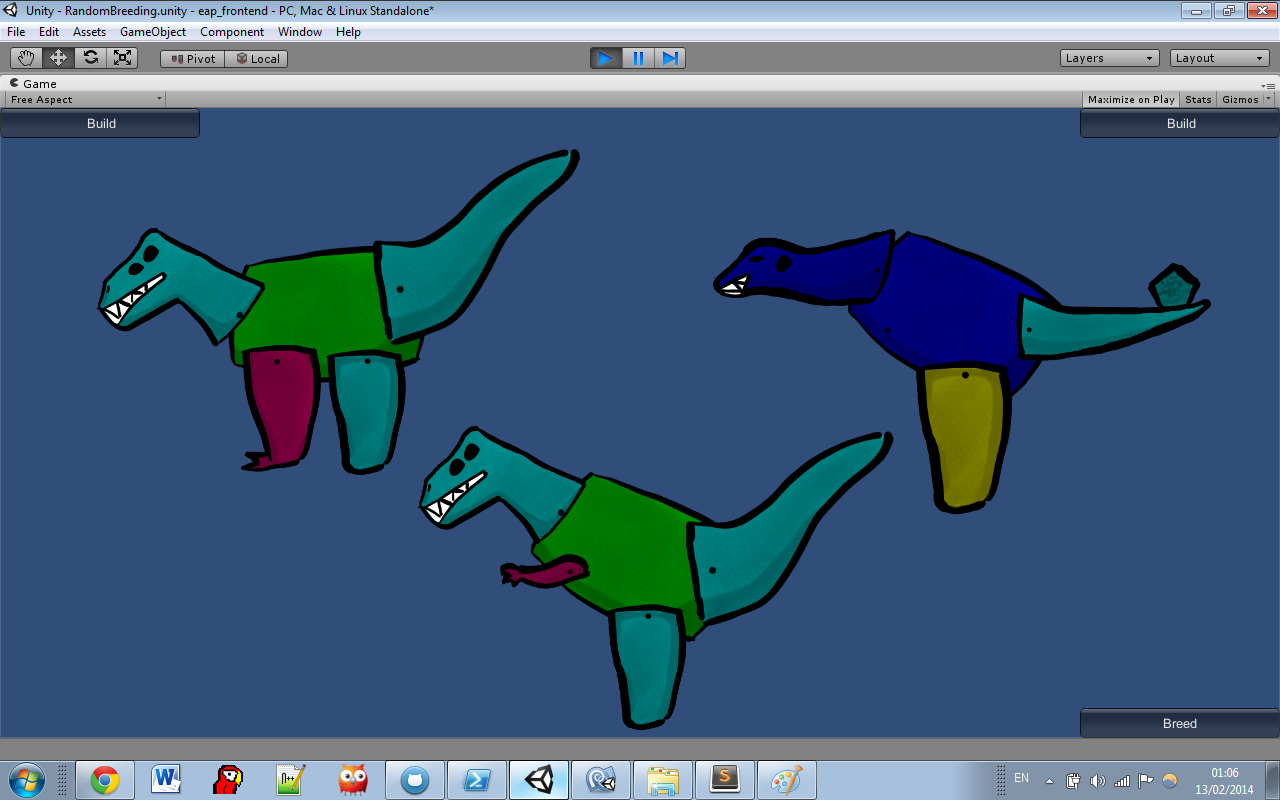 Unity - RandomBreeding.unity - eap_frontend - PC, Mac & Linux Standalone*
File Edit Assets GameObject Component Window Help
Pivot Local Layers Layout
Game
Free Aspect Maximize on Play Stats Gizmos
Build Build
Breed
EN 01:06
13/02/2014